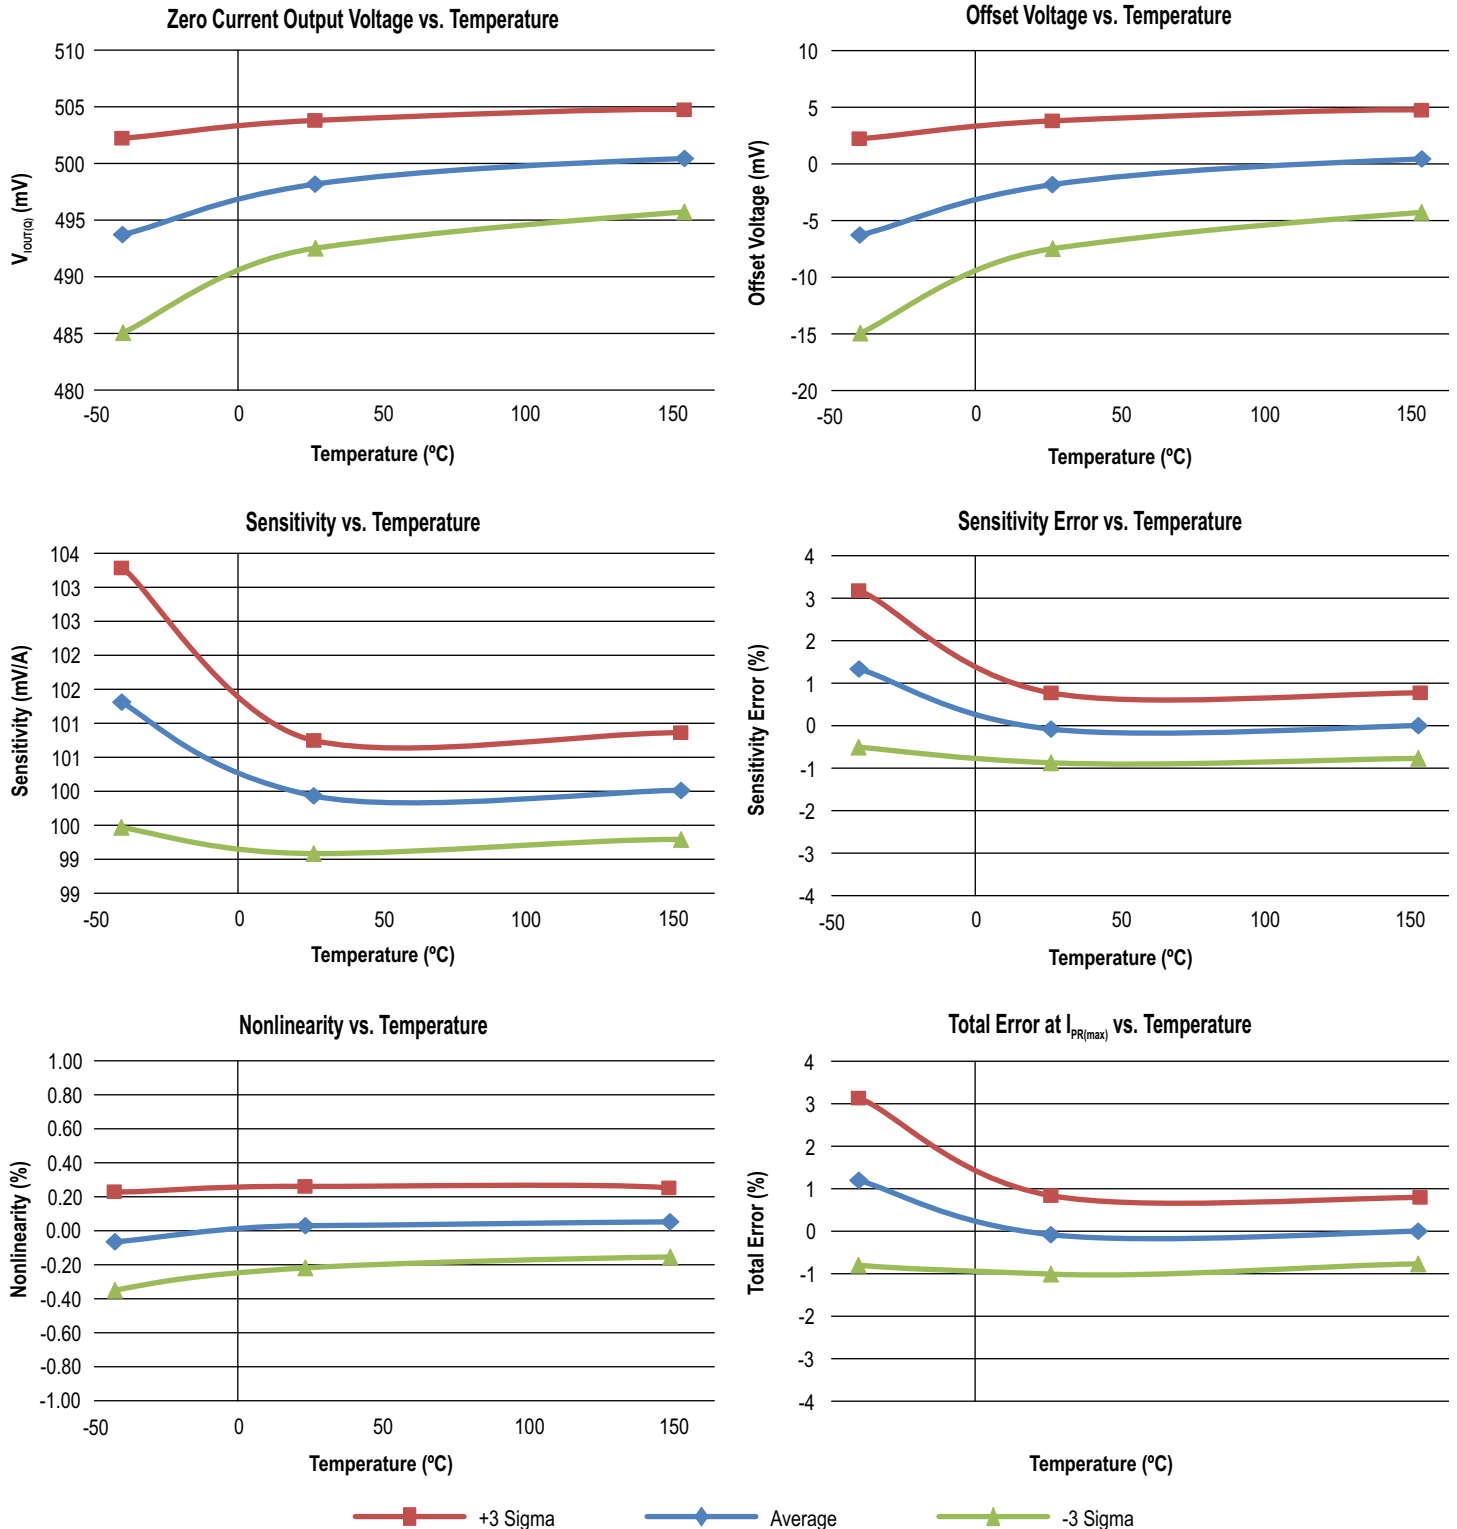 Zero Current Output Voltage vs. Temperature
510
505
500
495
490
485
480
-50 0 50 100 150
V_IOUT(Q) (mV)
Temperature (ºC)
Offset Voltage vs. Temperature
10
5
0
-5
-10
-15
-20
-50 0 50 100 150
Offset Voltage (mV)
Temperature (ºC)
Sensitivity vs. Temperature
104
103
103
102
102
101
101
100
100
99
99
-50 0 50 100 150
Sensitivity (mV/A)
Temperature (ºC)
Sensitivity Error vs. Temperature
4
3
2
1
0
-1
-2
-3
-4
-50 0 50 100 150
Sensitivity Error (%)
Temperature (ºC)
Nonlinearity vs. Temperature
1.00
0.80
0.60
0.40
0.20
0.00
-0.20
-0.40
-0.60
-0.80
-1.00
-50 0 50 100 150
Nonlinearity (%)
Temperature (ºC)
Total Error at I_PR(max) vs. Temperature
4
3
2
1
0
-1
-2
-3
-4
Total Error (%)
Temperature (ºC)
+3 Sigma Average -3 Sigma